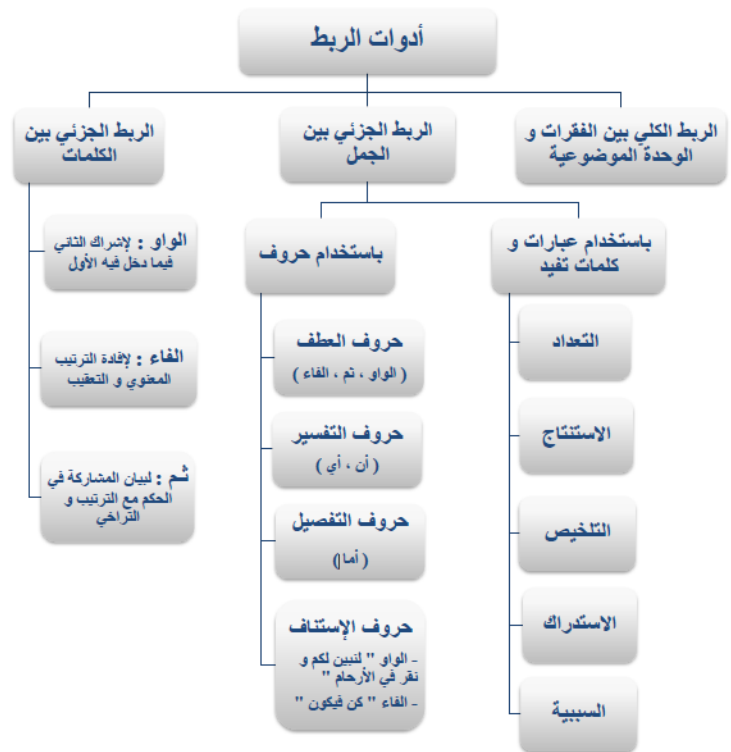 أدوات الربط
الربط الكلي بين الفقرات و
الوحدة الموضوعية
الربط الجزئي بين
الجمل
الربط الجزئي بين
الكلمات
باستخدام عبارات و
كلمات تفيد
التعداد
الاستنتاج
التلخيص
الاستدراك
السببية
باستخدام حروف
حروف العطف
( الواو ، ثم ، الفاء )
حروف التفسير
( أن ، أي )
حروف التفصيل
( أما )
حروف الإستئناف
- الواو " لنبين لكم و
نقر في الأرحام "
- الفاء " كن فيكون "
الواو : لإشراك الثاني
فيما دخل فيه الأول
الفاء : لإفادة الترتيب
المعنوي و التعقيب
ثم : لبيان المشاركة في
الحكم مع الترتيب و
التراخي